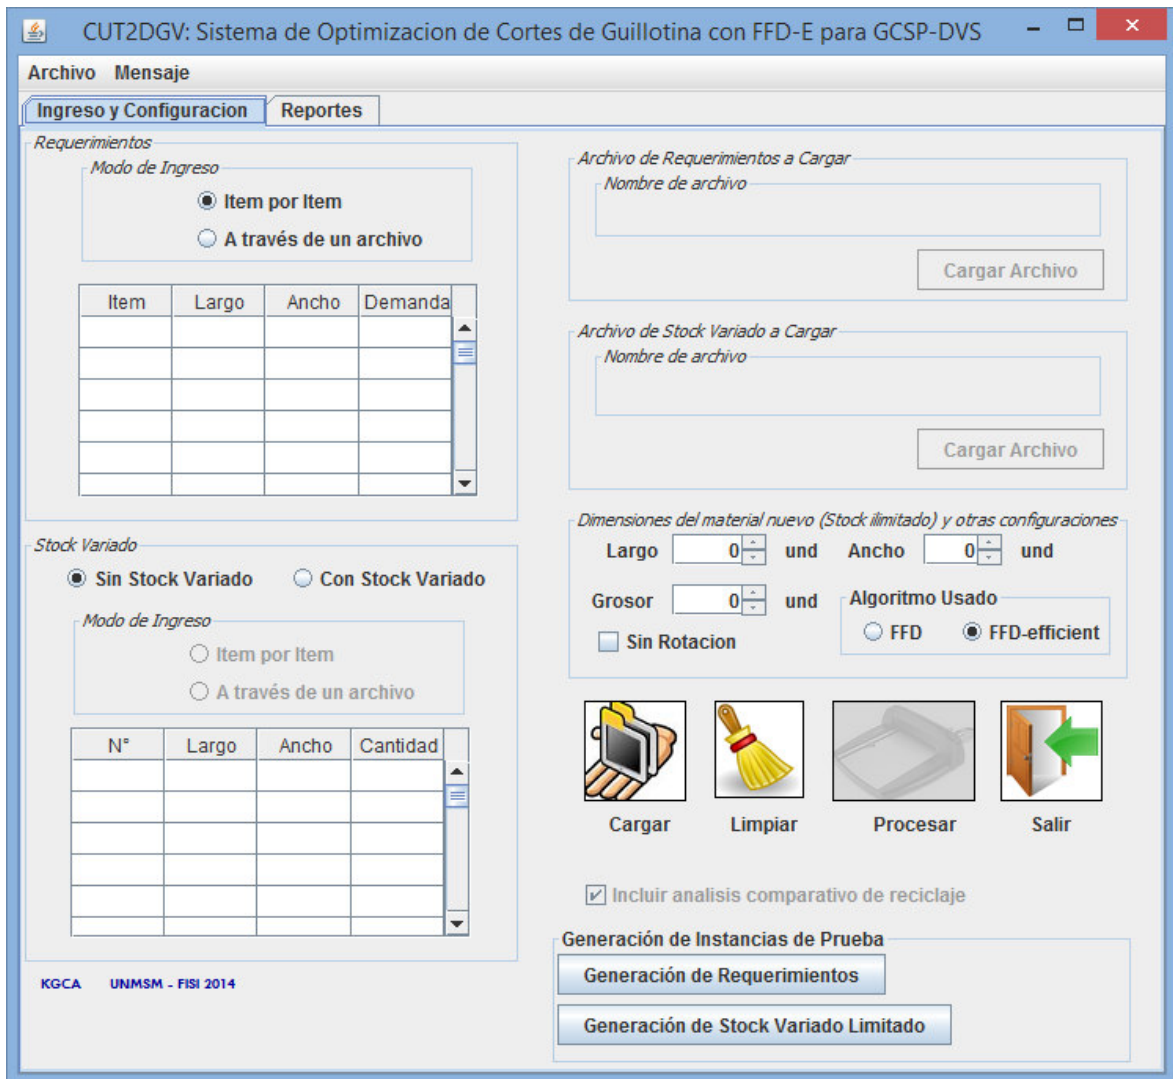 CUT2DGV: Sistema de Optimizacion de Cortes de Guillotina con FFD-E para GCSP-DVS
Archivo Mensaje
Ingreso y Configuracion Reportes
Requerimientos
Modo de Ingreso
Item por Item
A través de un archivo
Item Largo Ancho Demanda
Stock Variado
Sin Stock Variado Con Stock Variado
Modo de Ingreso
Item por Item
A través de un archivo
N° Largo Ancho Cantidad
KGCA UNMSM - FISI 2014
Archivo de Requerimientos a Cargar
Nombre de archivo
Cargar Archivo
Archivo de Stock Variado a Cargar
Nombre de archivo
Cargar Archivo
Dimensiones del material nuevo (Stock ilimitado) y otras configuraciones
Largo 0 und Ancho 0 und
Grosor 0 und Algoritmo Usado
Sin Rotacion FFD FFD-efficient
Cargar Limpiar Procesar Salir
Incluir analisis comparativo de reciclaje
Generación de Instancias de Prueba
Generación de Requerimientos
Generación de Stock Variado Limitado